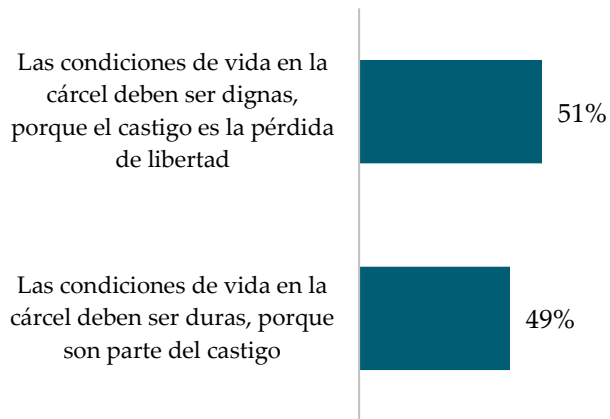 Las condiciones de vida en la
cárcel deben ser dignas,
porque el castigo es la pérdida
de libertad
51%
Las condiciones de vida en la
cárcel deben ser duras, porque
son parte del castigo
49%